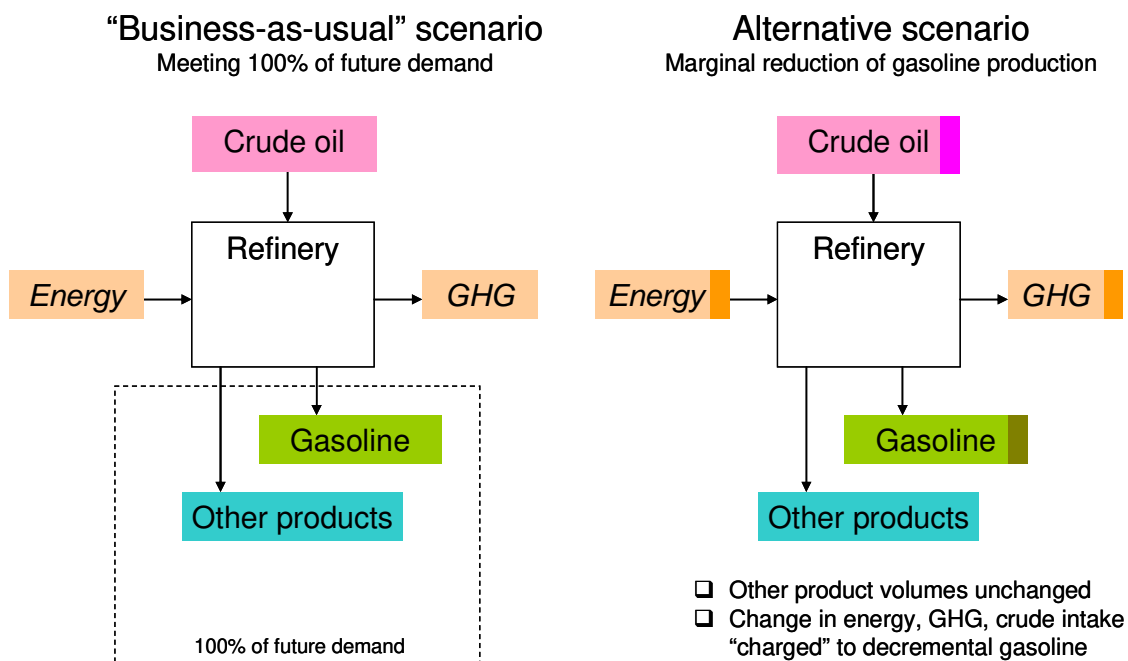 “Business-as-usual” scenario
Meeting 100% of future demand
Crude oil
Refinery
Energy
GHG
Gasoline
Other products
100% of future demand
Alternative scenario
Marginal reduction of gasoline production
Crude oil
Refinery
Energy
GHG
Gasoline
Other products
❑ Other product volumes unchanged
❑ Change in energy, GHG, crude intake
“charged” to decremental gasoline